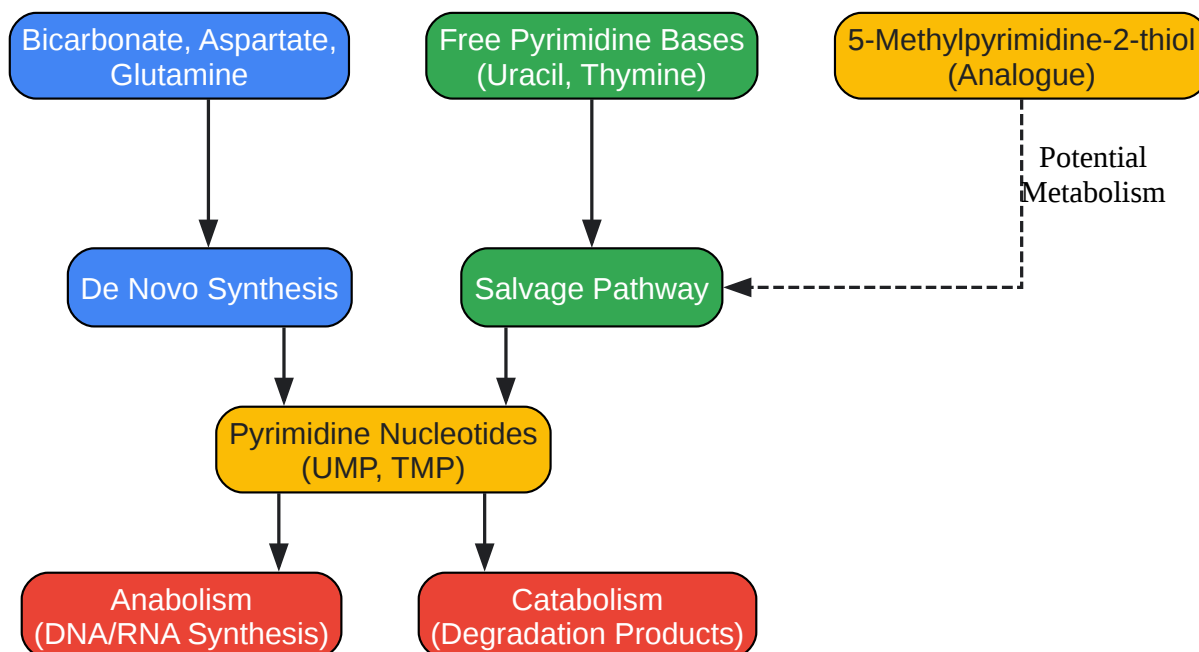 Bicarbonate, Aspartate,
Glutamine
Free Pyrimidine Bases
(Uracil, Thymine)
5-Methylpyrimidine-2-thiol
(Analogue)
Potential
Metabolism
De Novo Synthesis
Salvage Pathway
Pyrimidine Nucleotides
(UMP, TMP)
Anabolism
(DNA/RNA Synthesis)
Catabolism
(Degradation Products)